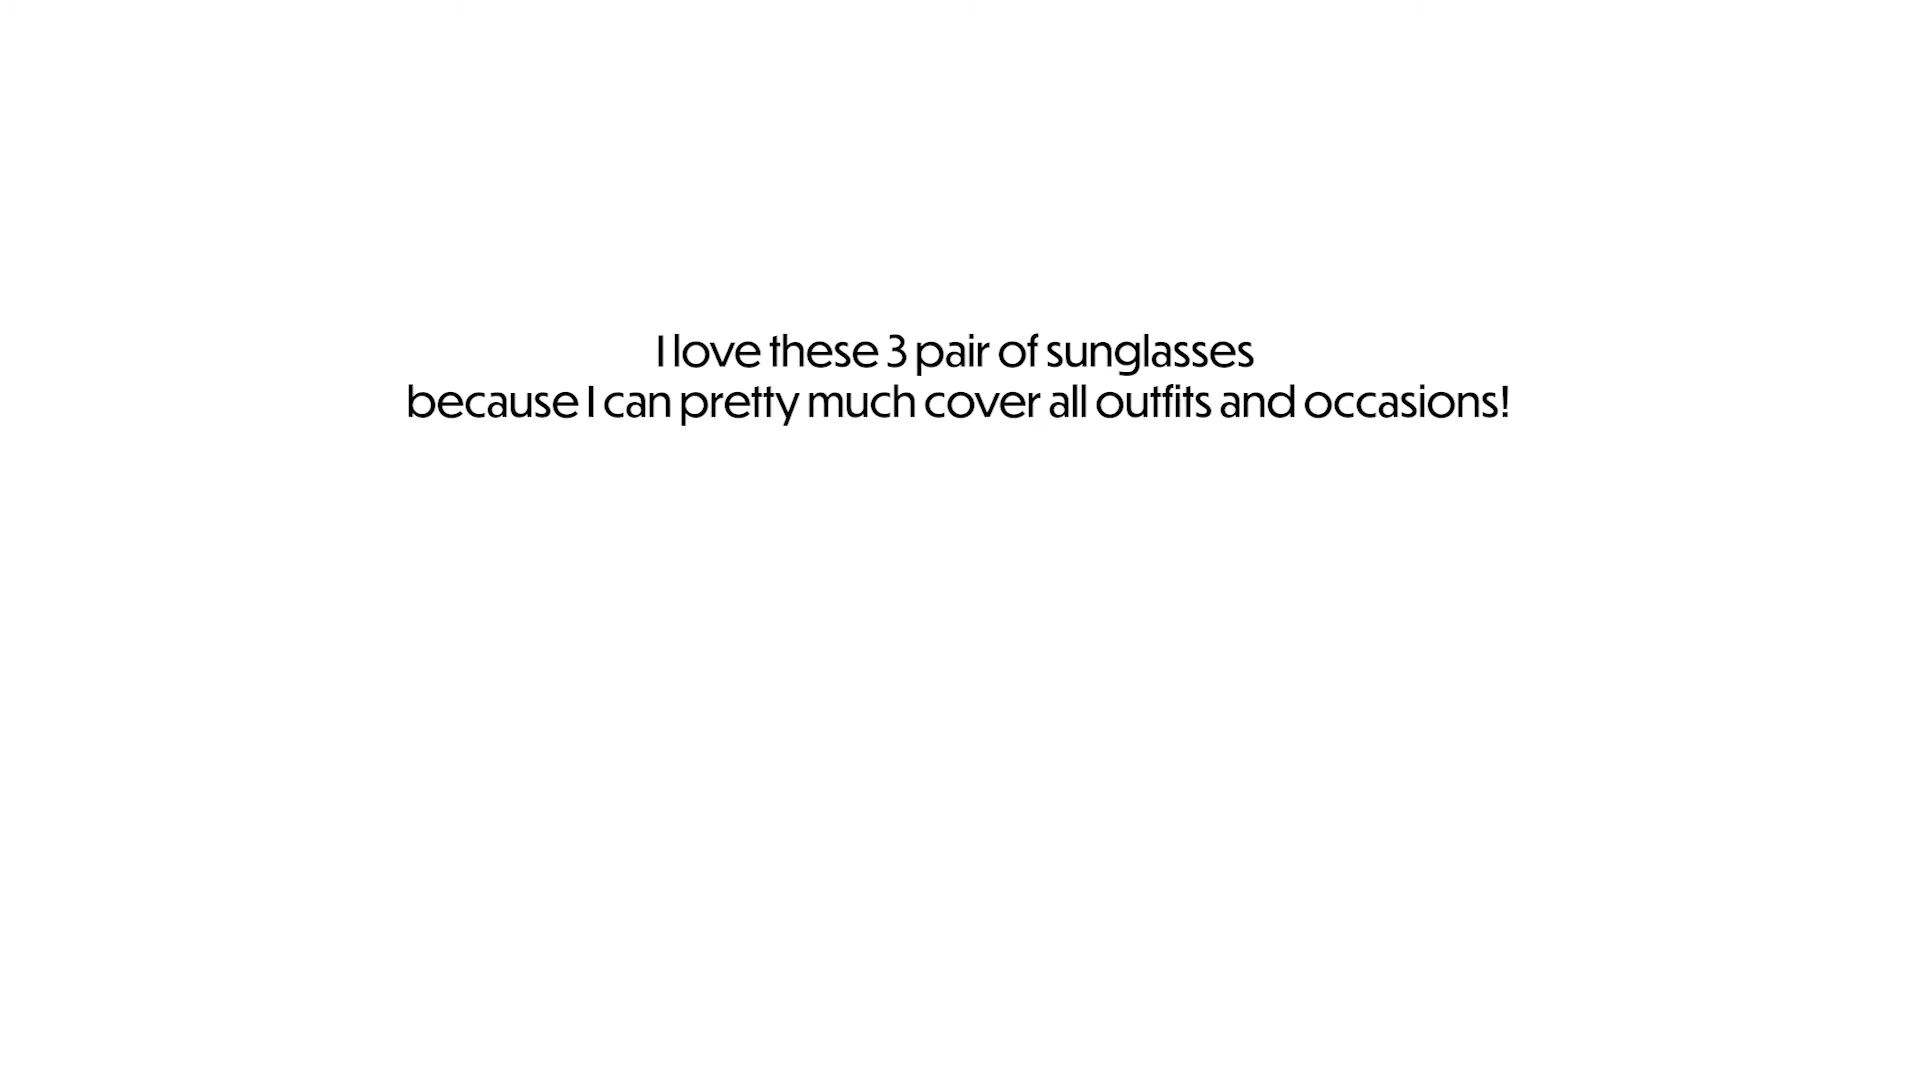 I love these 3 pair of sunglasses
because I can pretty much cover all outfits and occasions!